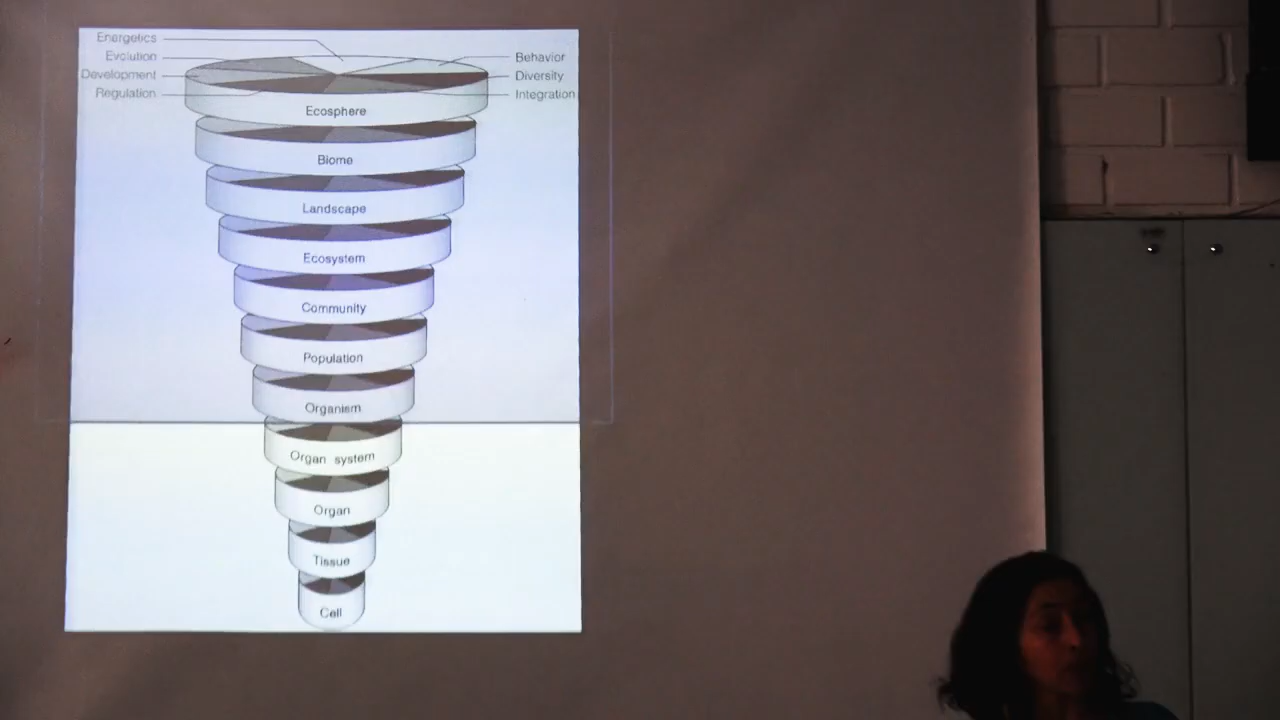 Energetics
Evolution
Development
Regulation
Behavior
Diversity
Integration
Ecosphere
Biome
Landscape
Ecosystem
Community
Population
Organism
Organ system
Organ
Tissue
Cell